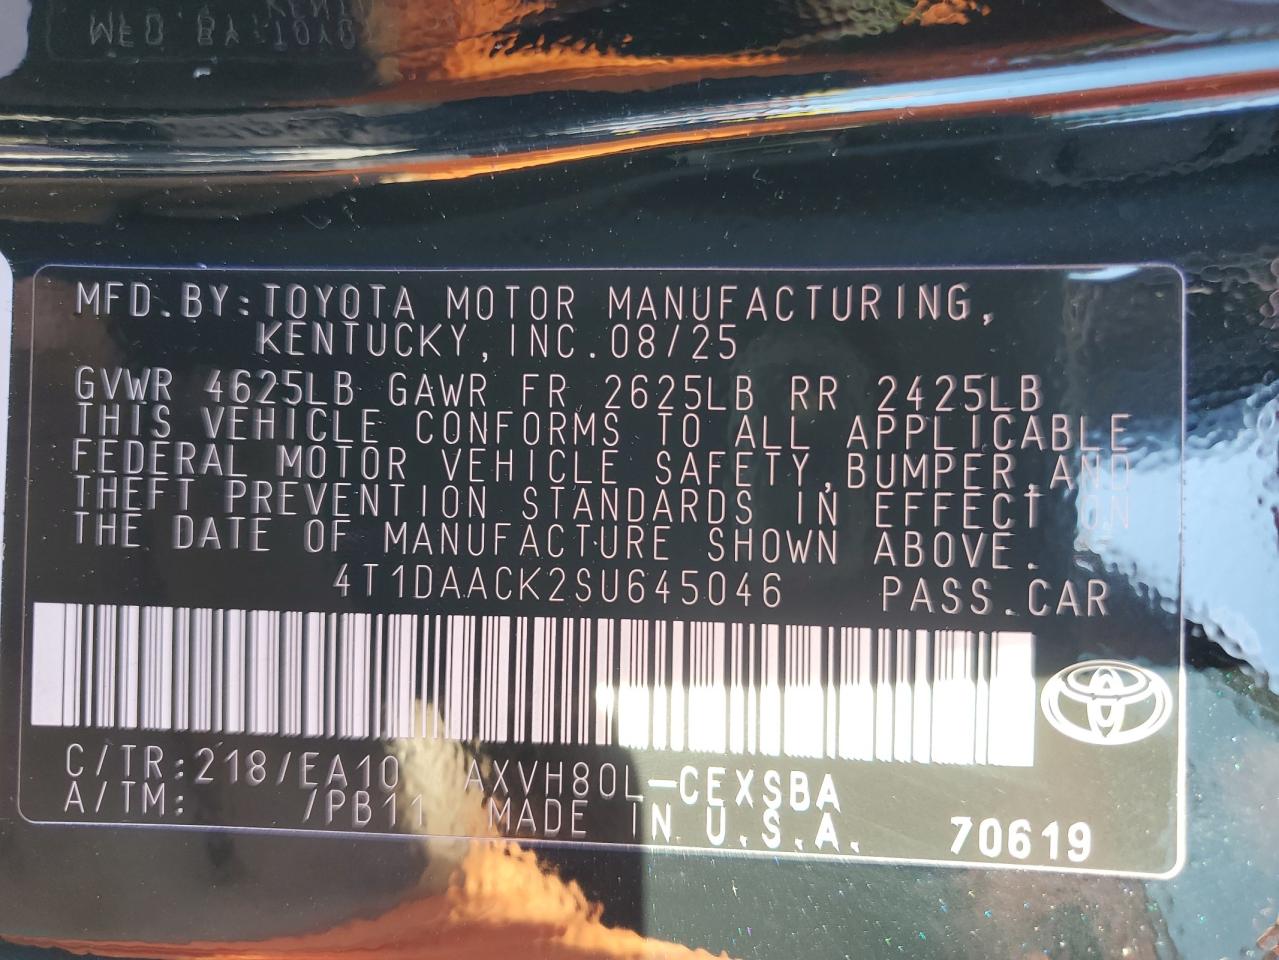 MFD.BY:TOYOTA MOTOR MANUFACTURING,
KENTUCKY,INC.08/25
GVWR 4625LB GAWR FR 2625LB RR 2425LB
THIS VEHICLE CONFORMS TO ALL APPLICABLE
FEDERAL MOTOR VEHICLE SAFETY,BUMPER,AND
THEFT PREVENTION STANDARDS IN EFFECT ON
THE DATE OF MANUFACTURE SHOWN ABOVE.
4T1DAACK2SU645046 PASS.CAR
C/TR:218/EA10 AXVH80L-CEXSBA
A/TM: /PB11 MADE IN U.S.A. 70619